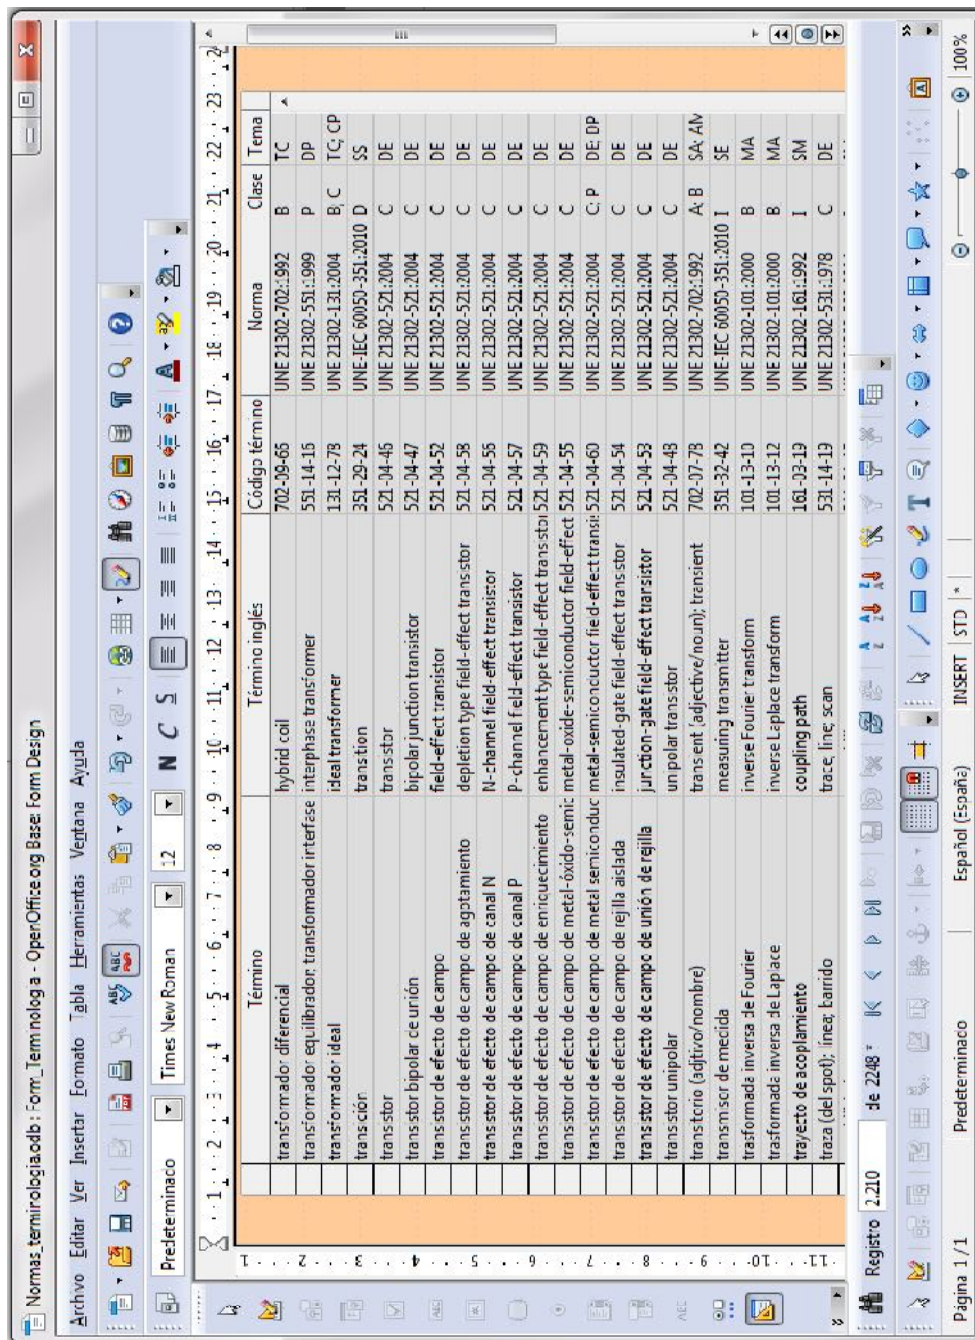 Normas_terminologia.odb : Form_Terminologia - OpenOffice.org Base: Form Design
Archivo Editar Ver Insertar Formato Tabla Herramientas Ventana Ayuda
Predeterminado Times New Roman 12 N C S
Término Término inglés Código término Norma Clase Tema
transformador diferencial hybrid coil 702-09-65 UNE 21302-702:1992 B TC
transformador equilibrador; transformador interfase interphase transformer 551-14-16 UNE 21302-551:1999 P DP
transformador ideal ideal transformer 131-12-78 UNE 21302-131:2004 B; C TC; CP
transición transition 351-29-24 UNE-IEC 60050-351:2010 D SS
transistor transistor 521-04-46 UNE 21302-521:2004 C DE
transistor bipolar de unión bipolar junction transistor 521-04-47 UNE 21302-521:2004 C DE
transistor de efecto de campo field-effect transistor 521-04-52 UNE 21302-521:2004 C DE
transistor de efecto de campo de agotamiento depletion type field-effect transistor 521-04-58 UNE 21302-521:2004 C DE
transistor de efecto de campo de canal N N-channel field-effect transistor 521-04-56 UNE 21302-521:2004 C DE
transistor de efecto de campo de canal P P-channel field-effect transistor 521-04-57 UNE 21302-521:2004 C DE
transistor de efecto de campo de enriquecimiento enhancement type field-effect transistor 521-04-59 UNE 21302-521:2004 C DE
transistor de efecto de campo de metal-óxido-semic metal-oxide-semiconductor field-effect 521-04-55 UNE 21302-521:2004 C DE
transistor de efecto de campo de metal semiconduc metal-semiconductor field-effect transis 521-04-60 UNE 21302-521:2004 C; P DE; DP
transistor de efecto de campo de rejilla aislada insulated-gate field-effect transistor 521-04-54 UNE 21302-521:2004 C DE
transistor de efecto de campo de unión de rejilla junction-gate field-effect transistor 521-04-53 UNE 21302-521:2004 C DE
transistor unipolar unipolar transistor 521-04-48 UNE 21302-521:2004 C DE
transitorio (adjtivo/nombre) transient (adjective/noun); transient 702-07-78 UNE 21302-702:1992 A; B SA; AM
transmisor de medida measuring transmitter 351-32-42 UNE-IEC 60050-351:2010 I SE
trasformada inversa de Fourier inverse Fourier transform 101-13-10 UNE 21302-101:2000 B MA
trasformada inversa de Laplace inverse Laplace transform 101-13-12 UNE 21302-101:2000 B MA
trayecto de acoplamiento coupling path 161-03-19 UNE 21302-161:1992 I SM
traza (del spot); línea; barrido trace; line; scan 531-14-19 UNE 21302-531:1978 C DE
Registro 2.210 de 2248 *
Página 1 / 1 Predeterminado Español (España) INSERT STD * 100%